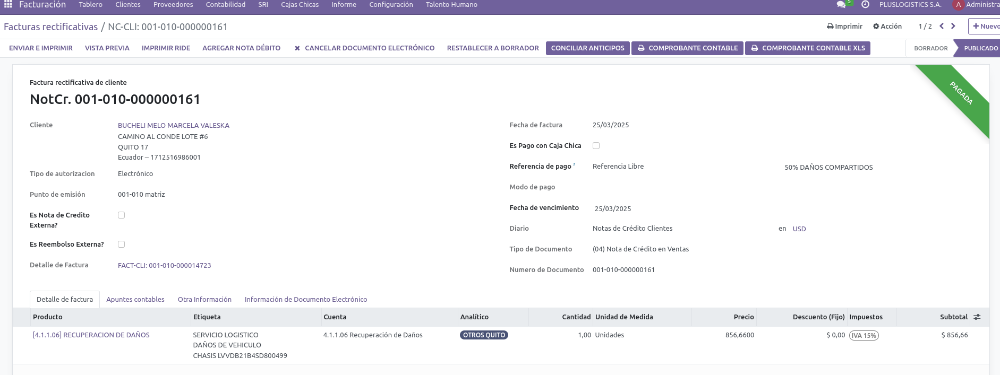 Facturación Tablero Clientes Proveedores Contabilidad SRI Cajas Chicas Informe Configuración Talento Humano 5 PLUSLOGISTICS S.A. A Administra
Facturas rectificativas / NC-CLI: 001-010-000000161 Imprimir Acción 1 / 2 Nuevo
ENVIAR E IMPRIMIR VISTA PREVIA IMPRIMIR RIDE AGREGAR NOTA DÉBITO CANCELAR DOCUMENTO ELECTRÓNICO RESTABLECER A BORRADOR CONCILIAR ANTICIPOS COMPROBANTE CONTABLE COMPROBANTE CONTABLE XLS BORRADOR PUBLICADO
PAGADA
Factura rectificativa de cliente
NotCr. 001-010-000000161
Cliente BUCHELI MELO MARCELA VALESKA
CAMINO AL CONDE LOTE #6
QUITO 17
Ecuador – 1712516986001
Tipo de autorizacion Electrónico
Punto de emisión 001-010 matriz
Es Nota de Credito
Externa?
Es Reembolso Externa?
Detalle de Factura FACT-CLI: 001-010-000014723
Fecha de factura 25/03/2025
Es Pago con Caja Chica
Referencia de pago ? Referencia Libre 50% DAÑOS COMPARTIDOS
Modo de pago
Fecha de vencimiento 25/03/2025
Diario Notas de Crédito Clientes en USD
Tipo de Documento (04) Nota de Crédito en Ventas
Numero de Documento 001-010-000000161
Detalle de factura Apuntes contables Otra Información Información de Documento Electrónico
Producto Etiqueta Cuenta Analítico Cantidad Unidad de Medida Precio Descuento (Fijo) Impuestos Subtotal
[4.1.1.06] RECUPERACION DE DAÑOS SERVICIO LOGISTICO 4.1.1.06 Recuperación de Daños OTROS QUITO 1,00 Unidades 856,6600 $ 0,00 IVA 15% $ 856,66
DAÑOS DE VEHICULO
CHASIS LVVDB21B4SD800499